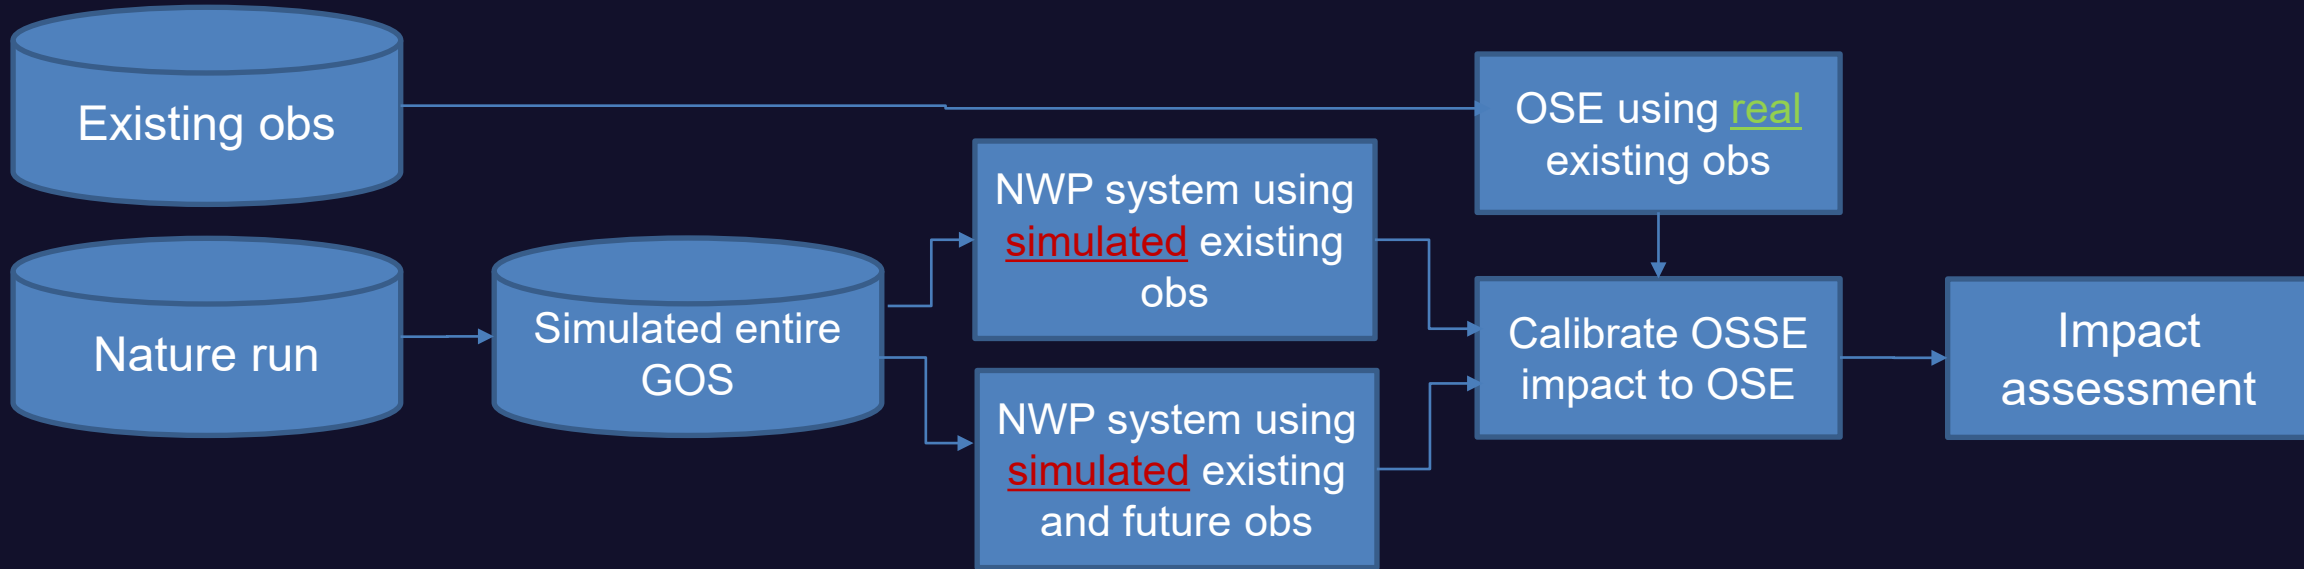 Existing obs
OSE using real
existing obs
NWP system using
simulated existing
obs
Nature run
Simulated entire
GOS
NWP system using
simulated existing
and future obs
Calibrate OSSE
impact to OSE
Impact
assessment